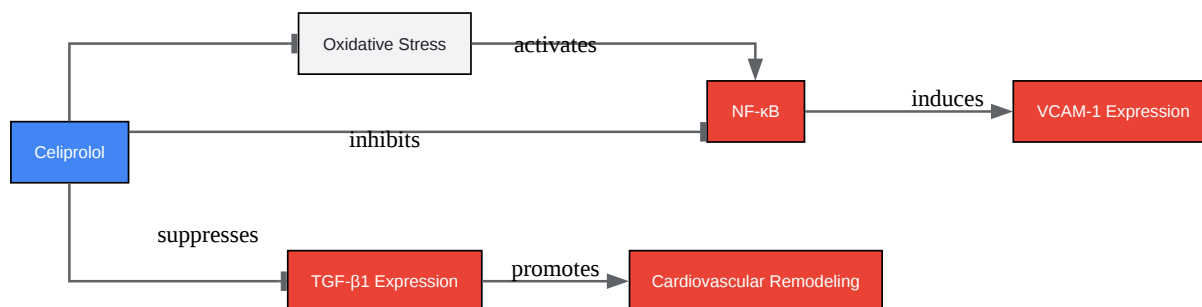 Oxidative Stress
activates
NF-κB
induces
VCAM-1 Expression
Celiprolol
inhibits
suppresses
TGF-β1 Expression
promotes
Cardiovascular Remodeling